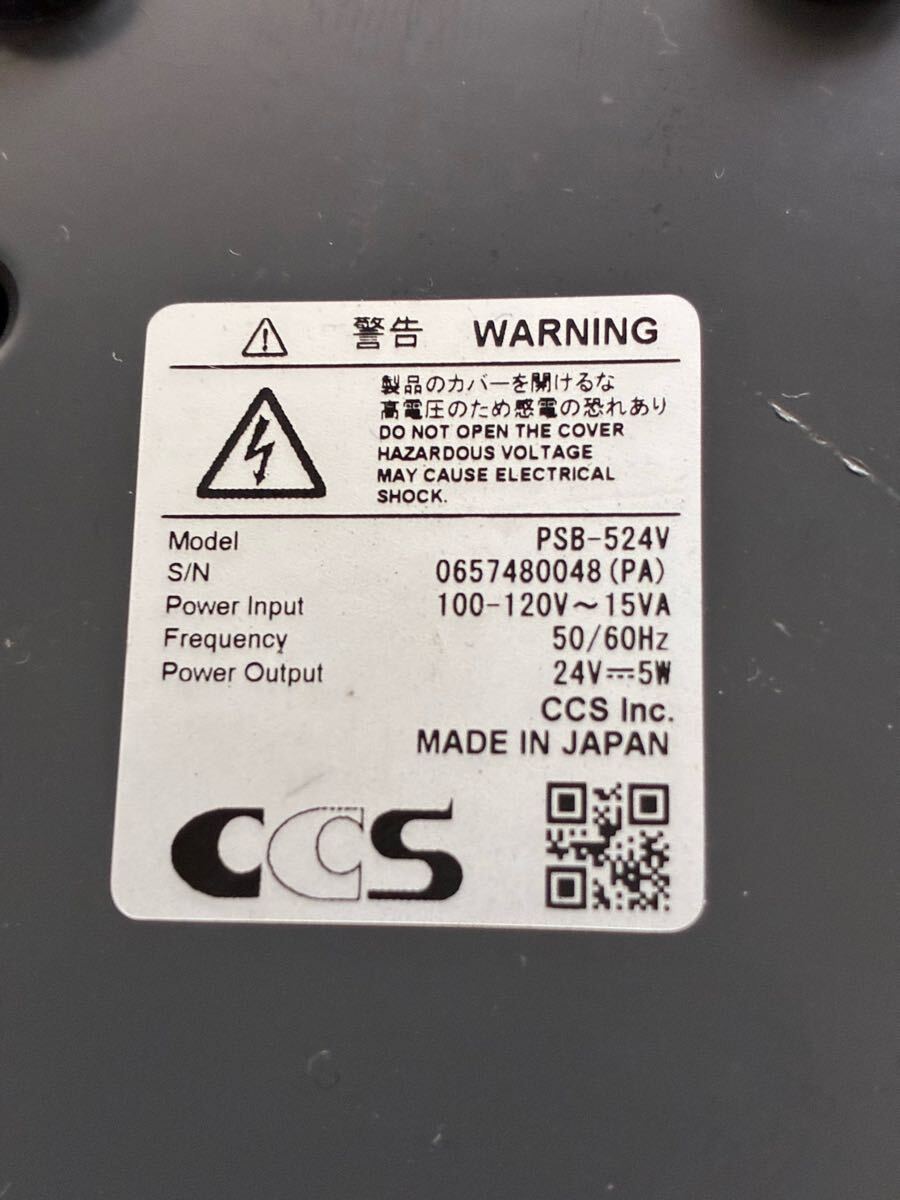 警告 WARNING
製品のカバーを開けるな
高電圧のため感電の恐れあり
DO NOT OPEN THE COVER
HAZARDOUS VOLTAGE
MAY CAUSE ELECTRICAL
SHOCK.
Model PSB-524V
S/N 0657480048(PA)
Power Input 100-120V～15VA
Frequency 50/60Hz
Power Output 24V⎓5W
CCS Inc.
MADE IN JAPAN
CCS